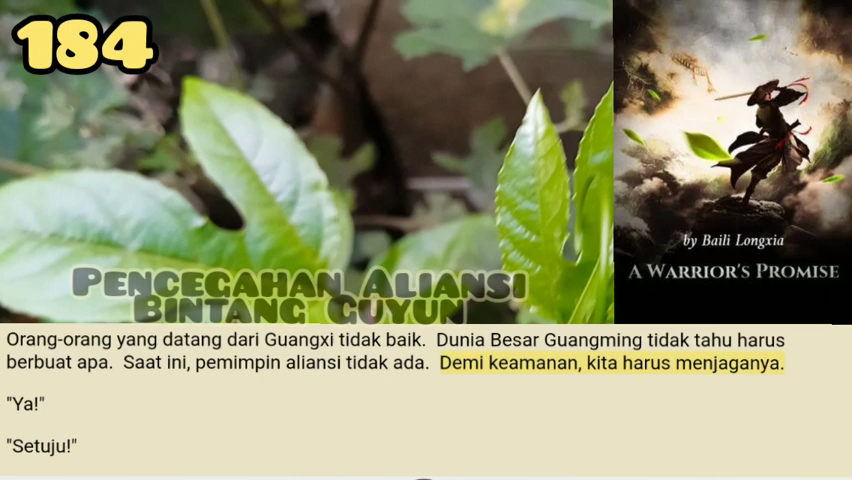 184
PENCEGAHAN ALIANSI
BINTANG GUYUN
by Baili Longxia
A WARRIOR'S PROMISE
Orang-orang yang datang dari Guangxi tidak baik. Dunia Besar Guangming tidak tahu harus
berbuat apa. Saat ini, pemimpin aliansi tidak ada. Demi keamanan, kita harus menjaganya.
"Ya!"
"Setuju!"